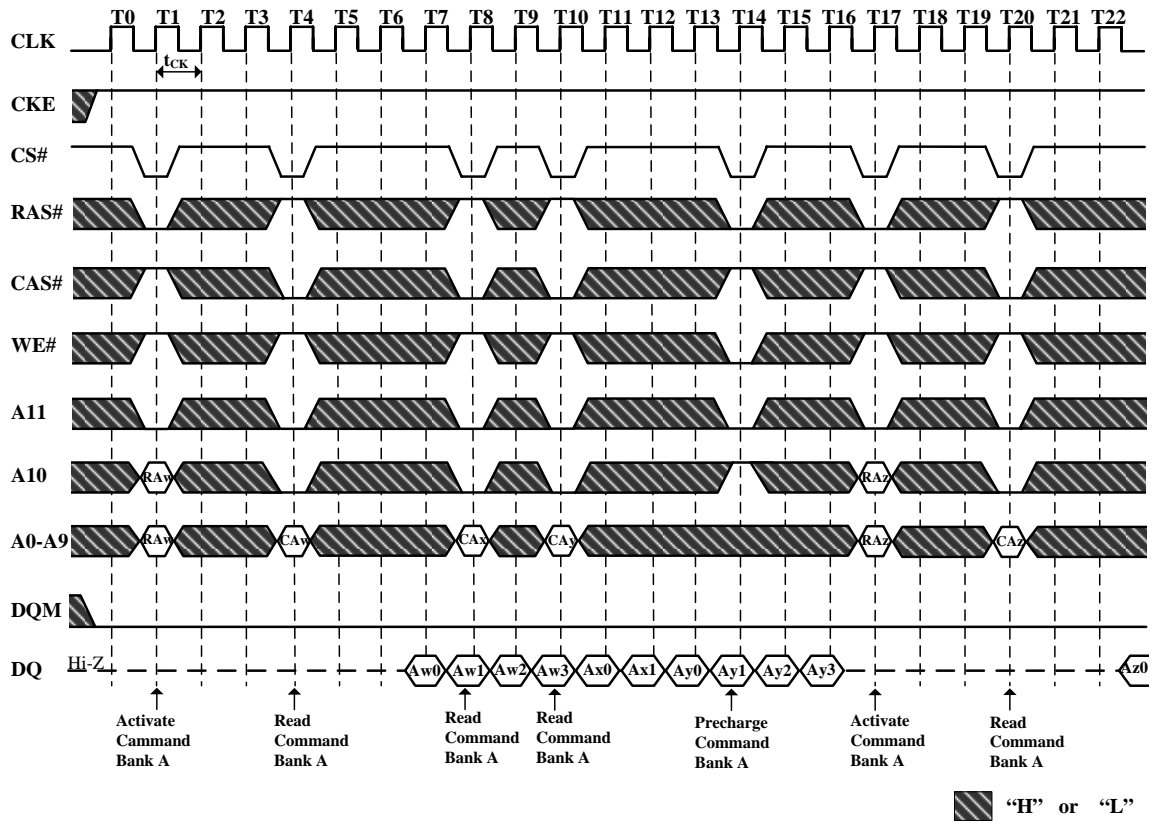 T0 T1 T2 T3 T4 T5 T6 T7 T8 T9 T10 T11 T12 T13 T14 T15 T16 T17 T18 T19 T20 T21 T22
CLK
tCK
CKE
CS#
RAS#
CAS#
WE#
A11
A10 RAw RAz
A0-A9 RAw CAw CAx CAy RAz CAz
DQM
DQ Hi-Z Aw0 Aw1 Aw2 Aw3 Ax0 Ax1 Ay0 Ay1 Ay2 Ay3 Az0
Activate
Cammand
Bank A
Read
Command
Bank A
Read
Command
Bank A
Read
Command
Bank A
Precharge
Command
Bank A
Activate
Command
Bank A
Read
Command
Bank A
“H” or “L”